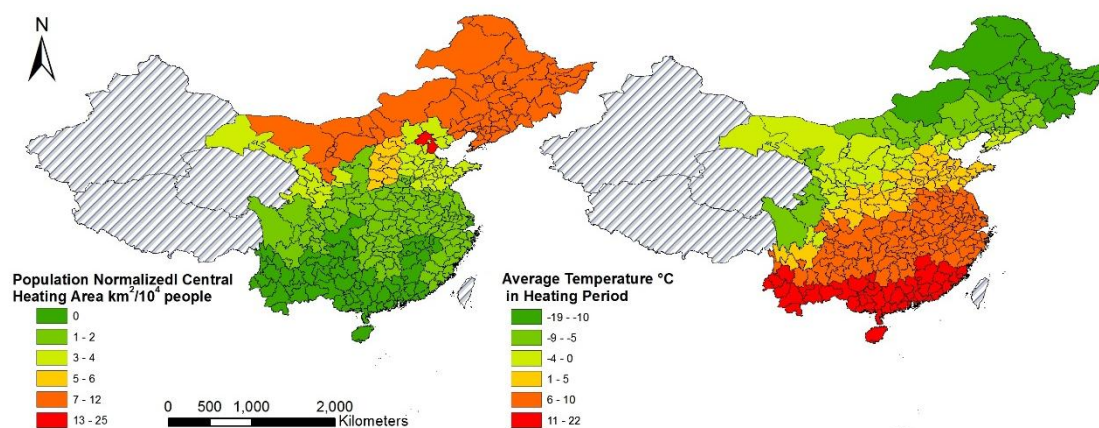 N
Population Normalized Central
Heating Area km²/10⁴ people
0
1 - 2
3 - 4
5 - 6
7 - 12
13 - 25
0 500 1,000 2,000
Kilometers
Average Temperature °C
in Heating Period
-19 - -10
-9 - -5
-4 - 0
1 - 5
6 - 10
11 - 22